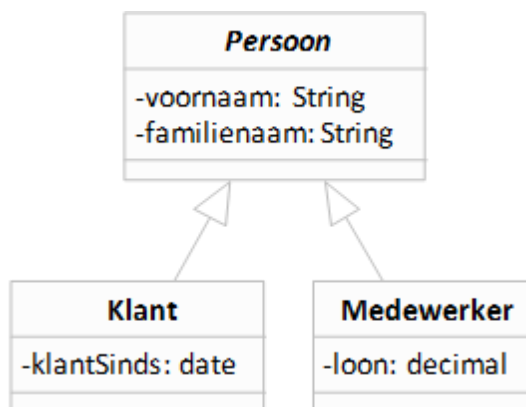 Persoon
-voornaam: String
-familienaam: String
Klant
-klantSinds: date
Medewerker
-loon: decimal